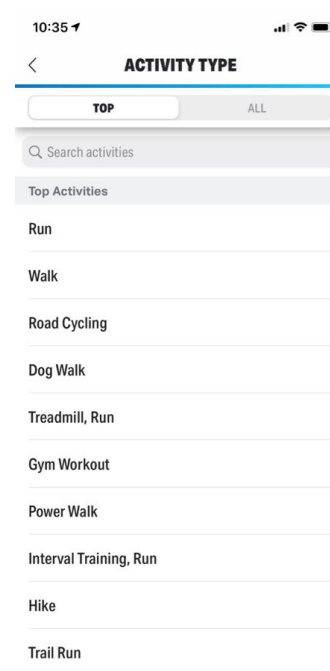 10:35
ACTIVITY TYPE
TOP ALL
Search activities
Top Activities
Run
Walk
Road Cycling
Dog Walk
Treadmill, Run
Gym Workout
Power Walk
Interval Training, Run
Hike
Trail Run